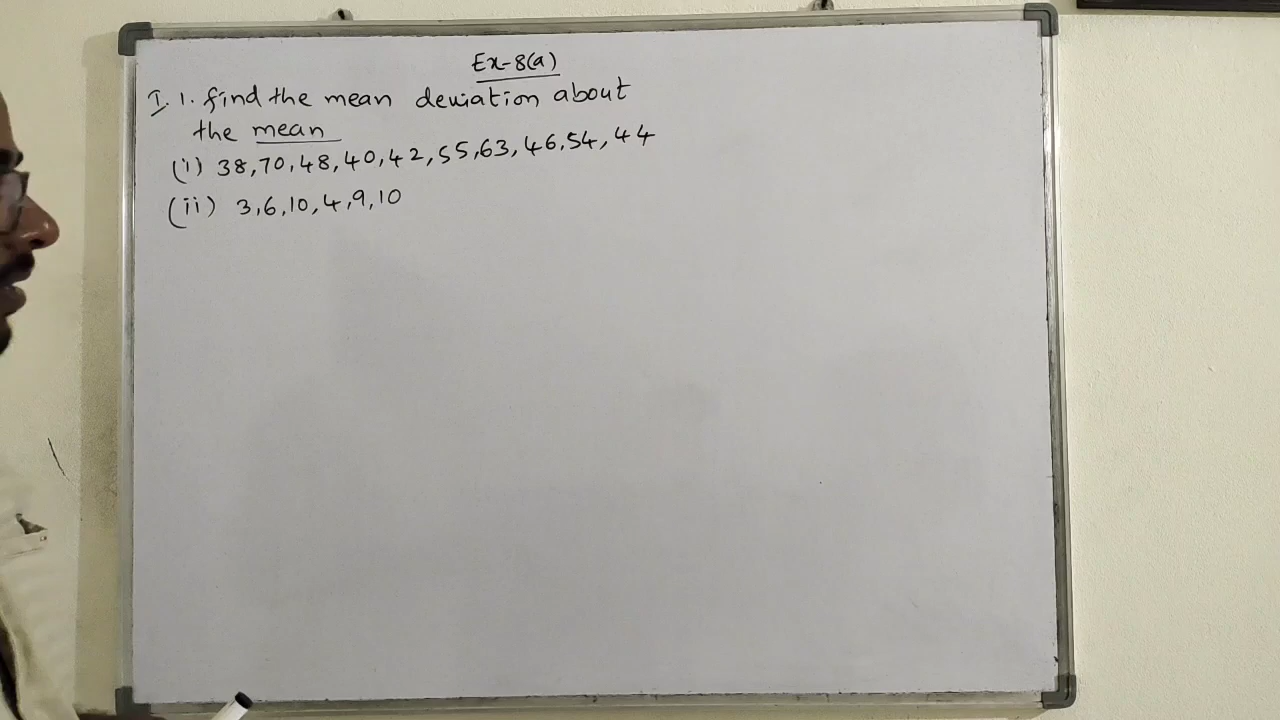 Ex-8(a)
I. 1. find the mean deviation about
the mean
(i) 38,70,48,40,42,55,63,46,54,44
(ii) 3,6,10,4,9,10